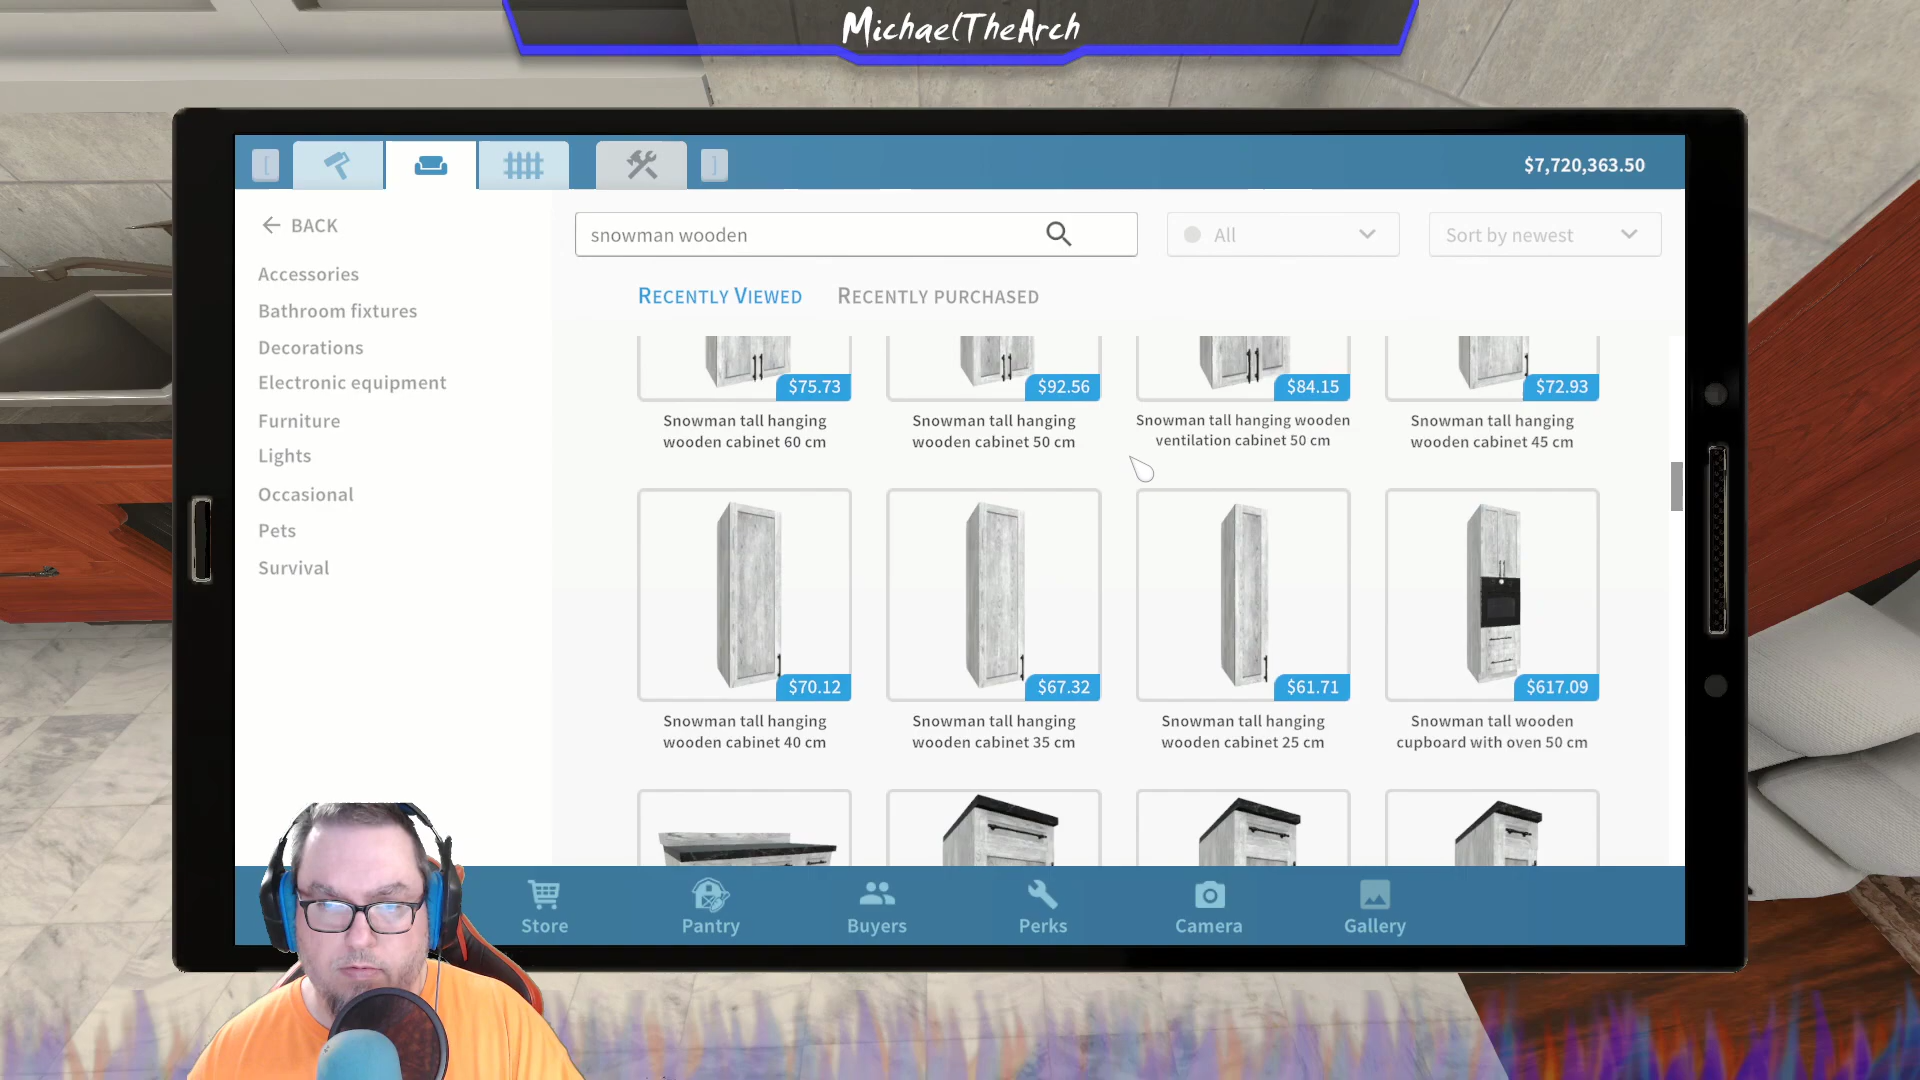 MichaelTheArch
[
]
$7,720,363.50
BACK
Accessories
Bathroom fixtures
Decorations
Electronic equipment
Furniture
Lights
Occasional
Pets
Survival
snowman wooden
All
Sort by newest
RECENTLY VIEWED
RECENTLY PURCHASED
$75.73
$92.56
$84.15
$72.93
Snowman tall hanging
wooden cabinet 60 cm
Snowman tall hanging
wooden cabinet 50 cm
Snowman tall hanging wooden
ventilation cabinet 50 cm
Snowman tall hanging
wooden cabinet 45 cm
$70.12
$67.32
$61.71
$617.09
Snowman tall hanging
wooden cabinet 40 cm
Snowman tall hanging
wooden cabinet 35 cm
Snowman tall hanging
wooden cabinet 25 cm
Snowman tall wooden
cupboard with oven 50 cm
Store
Pantry
Buyers
Perks
Camera
Gallery